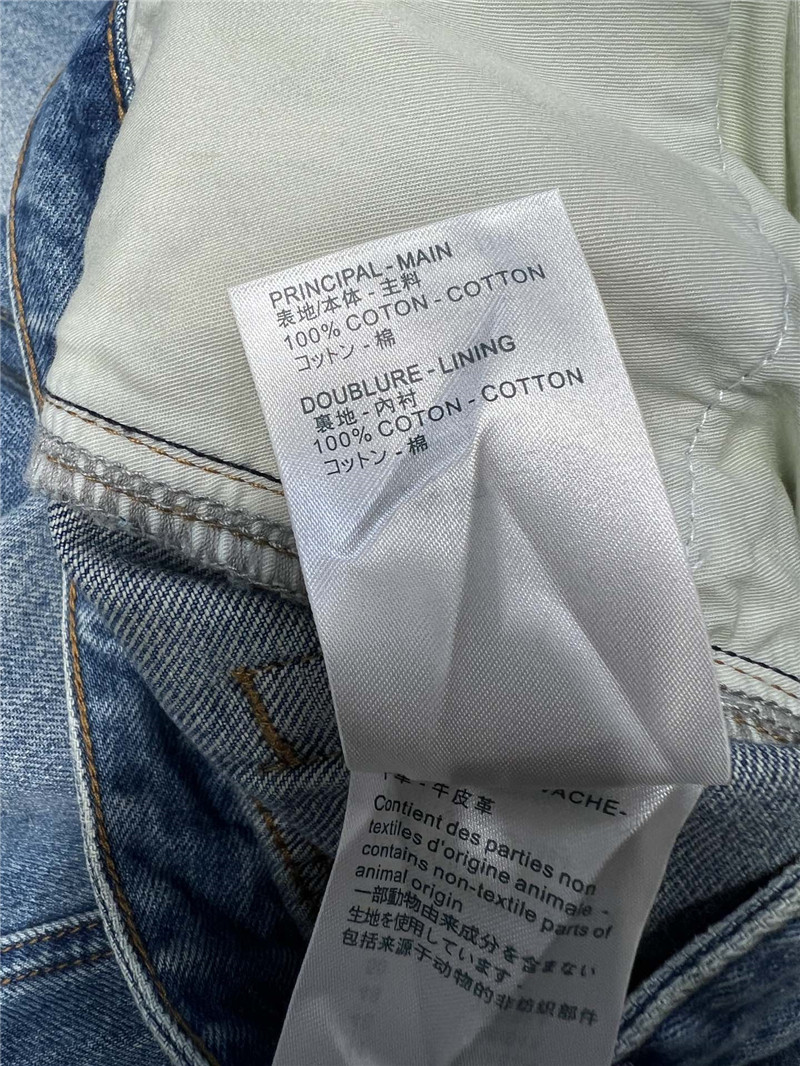 PRINCIPAL - MAIN
表地/本体 - 主料
100% COTON - COTTON
コットン - 棉
DOUBLURE - LINING
裏地 - 內衬
100% COTON - COTTON
コットン - 棉
牛皮革
Contient des parties non
textiles d'origine animale -
contains non-textile parts of
animal origin
一部動物由来成分を含まない
生地を使用しています -
包括来源于动物的非纺织部件